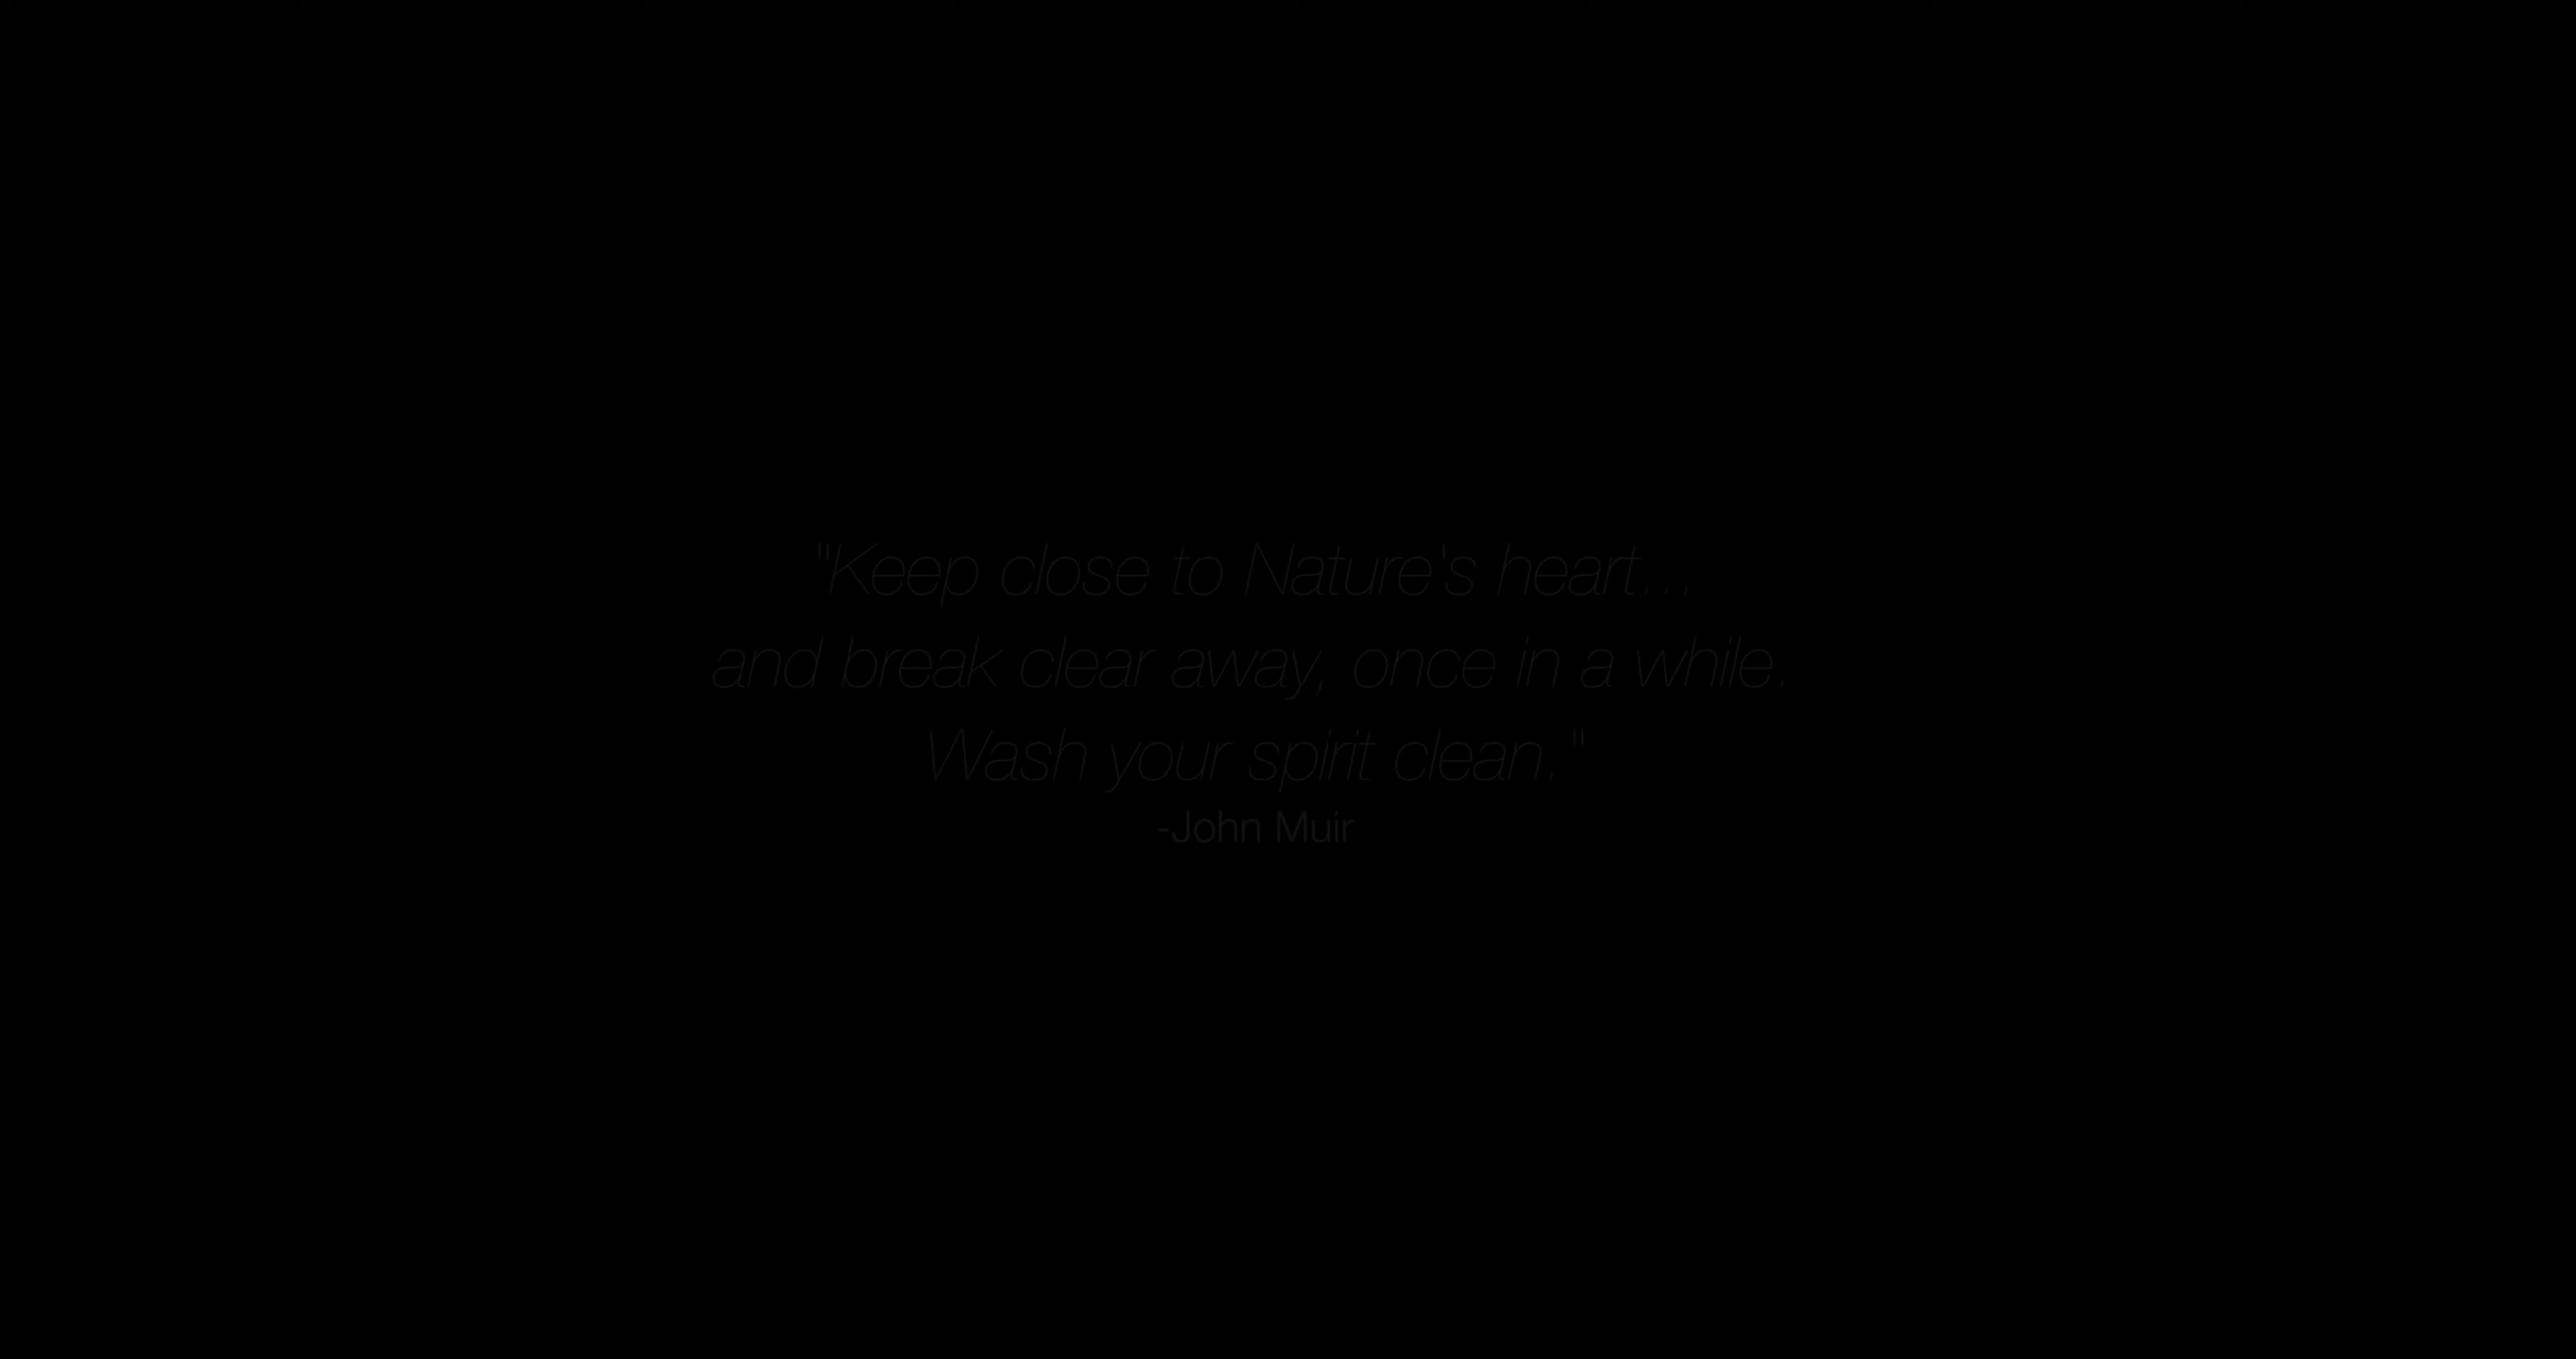 "Keep close to Nature's heart...
and break clear away, once in a while.
Wash your spirit clean."
-John Muir